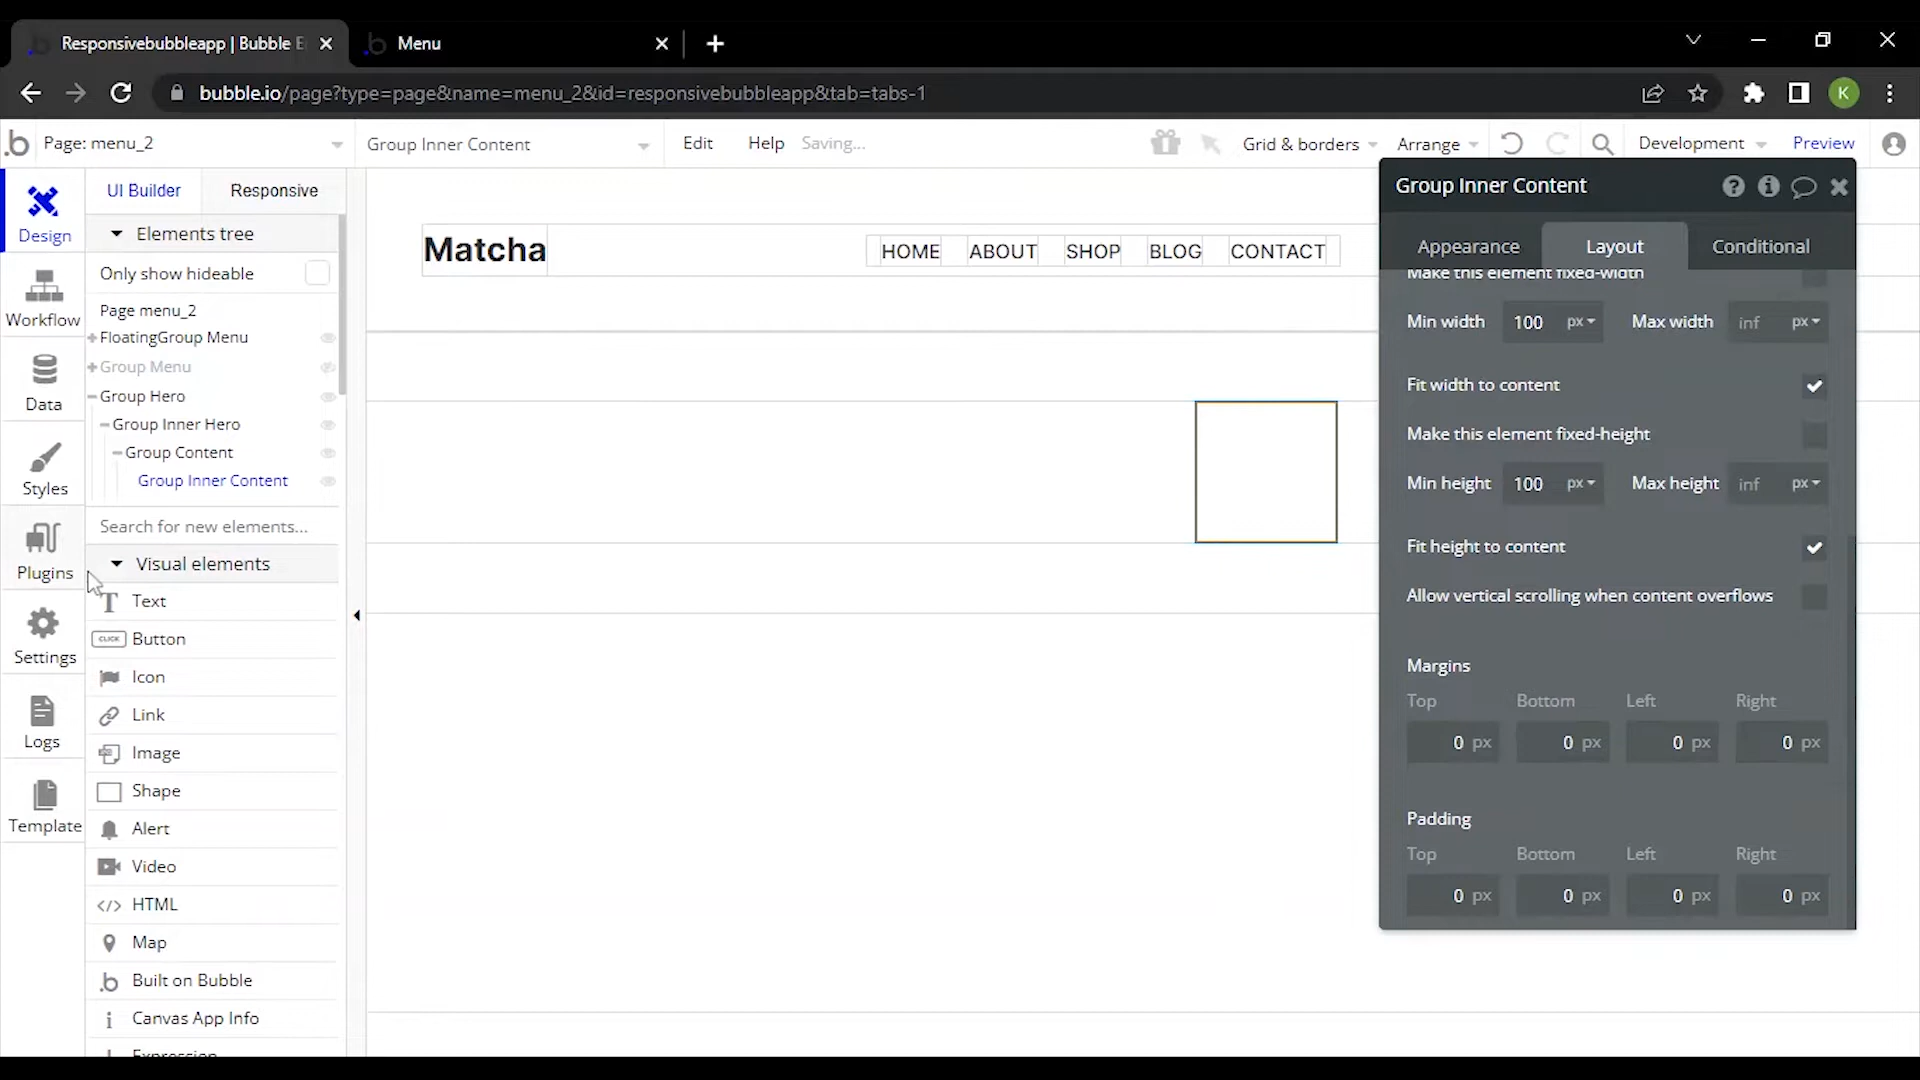 Responsivebubbleapp | Bubble E
Menu
bubble.io/page?type=page&name=menu_2&id=responsivebubbleapp&tab=tabs-1
K
Page: menu_2
Group Inner Content
Edit
Help
Saving...
Grid & borders
Arrange
Development
Preview
Design
Workflow
Data
Styles
Plugins
Settings
Logs
Template
UI Builder
Responsive
Elements tree
Only show hideable
Page menu_2
FloatingGroup Menu
Group Menu
Group Hero
Group Inner Hero
Group Content
Group Inner Content
Search for new elements...
Visual elements
Text
CLICK Button
Icon
Link
Image
Shape
Alert
Video
HTML
Map
Built on Bubble
Canvas App Info
Expression
Matcha
HOME ABOUT SHOP BLOG CONTACT
Group Inner Content
Appearance
Layout
Conditional
Make this element fixed-width
Min width 100 px
Max width inf px
Fit width to content
Make this element fixed-height
Min height 100 px
Max height inf px
Fit height to content
Allow vertical scrolling when content overflows
Margins
Top Bottom Left Right
0 px 0 px 0 px 0 px
Padding
Top Bottom Left Right
0 px 0 px 0 px 0 px